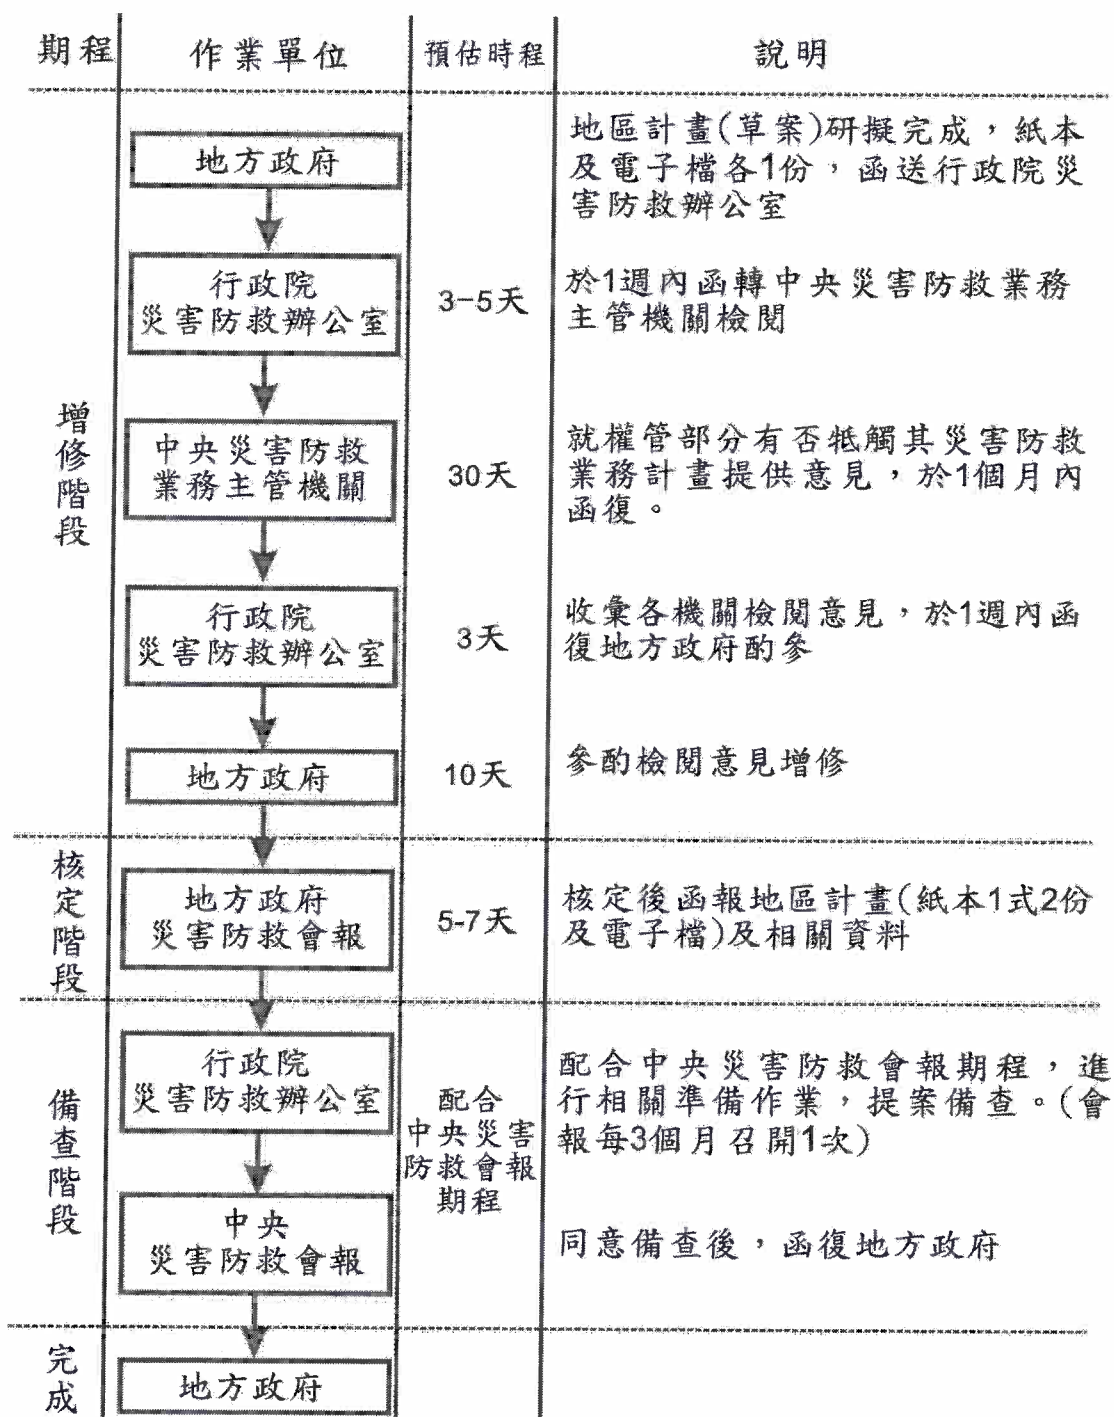 期程
作業單位
預估時程
說明
增修階段
地方政府
地區計畫(草案)研擬完成，紙本
及電子檔各1份，函送行政院災
害防救辦公室
行政院
災害防救辦公室
3-5天
於1週內函轉中央災害防救業務
主管機關檢閱
中央災害防救
業務主管機關
30天
就權管部分有否牴觸其災害防救
業務計畫提供意見，於1個月內
函復。
行政院
災害防救辦公室
3天
收彙各機關檢閱意見，於1週內函
復地方政府酌參
地方政府
10天
參酌檢閱意見增修
核定階段
地方政府
災害防救會報
5-7天
核定後函報地區計畫(紙本1式2份
及電子檔)及相關資料
備查階段
行政院
災害防救辦公室
配合
中央災害
防救會報
期程
配合中央災害防救會報期程，進
行相關準備作業，提案備查。(會
報每3個月召開1次)
中央
災害防救會報
同意備查後，函復地方政府
完成
地方政府